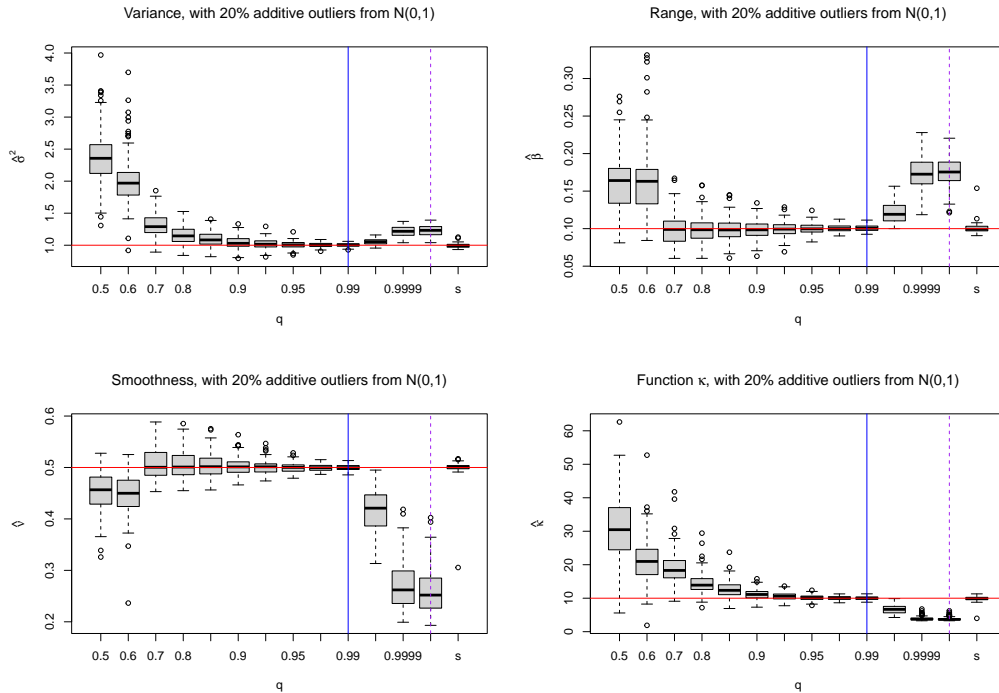 Variance, with 20% additive outliers from N(0,1)
σ̂²
4.0
3.5
3.0
2.5
2.0
1.5
1.0
0.5 0.6 0.7 0.8 0.9 0.95 0.99 0.9999 s
q
Range, with 20% additive outliers from N(0,1)
β̂
0.30
0.25
0.20
0.15
0.10
0.05
0.5 0.6 0.7 0.8 0.9 0.95 0.99 0.9999 s
q
Smoothness, with 20% additive outliers from N(0,1)
ν̂
0.6
0.5
0.4
0.3
0.2
0.5 0.6 0.7 0.8 0.9 0.95 0.99 0.9999 s
q
Function κ, with 20% additive outliers from N(0,1)
κ̂
60
50
40
30
20
10
0
0.5 0.6 0.7 0.8 0.9 0.95 0.99 0.9999 s
q